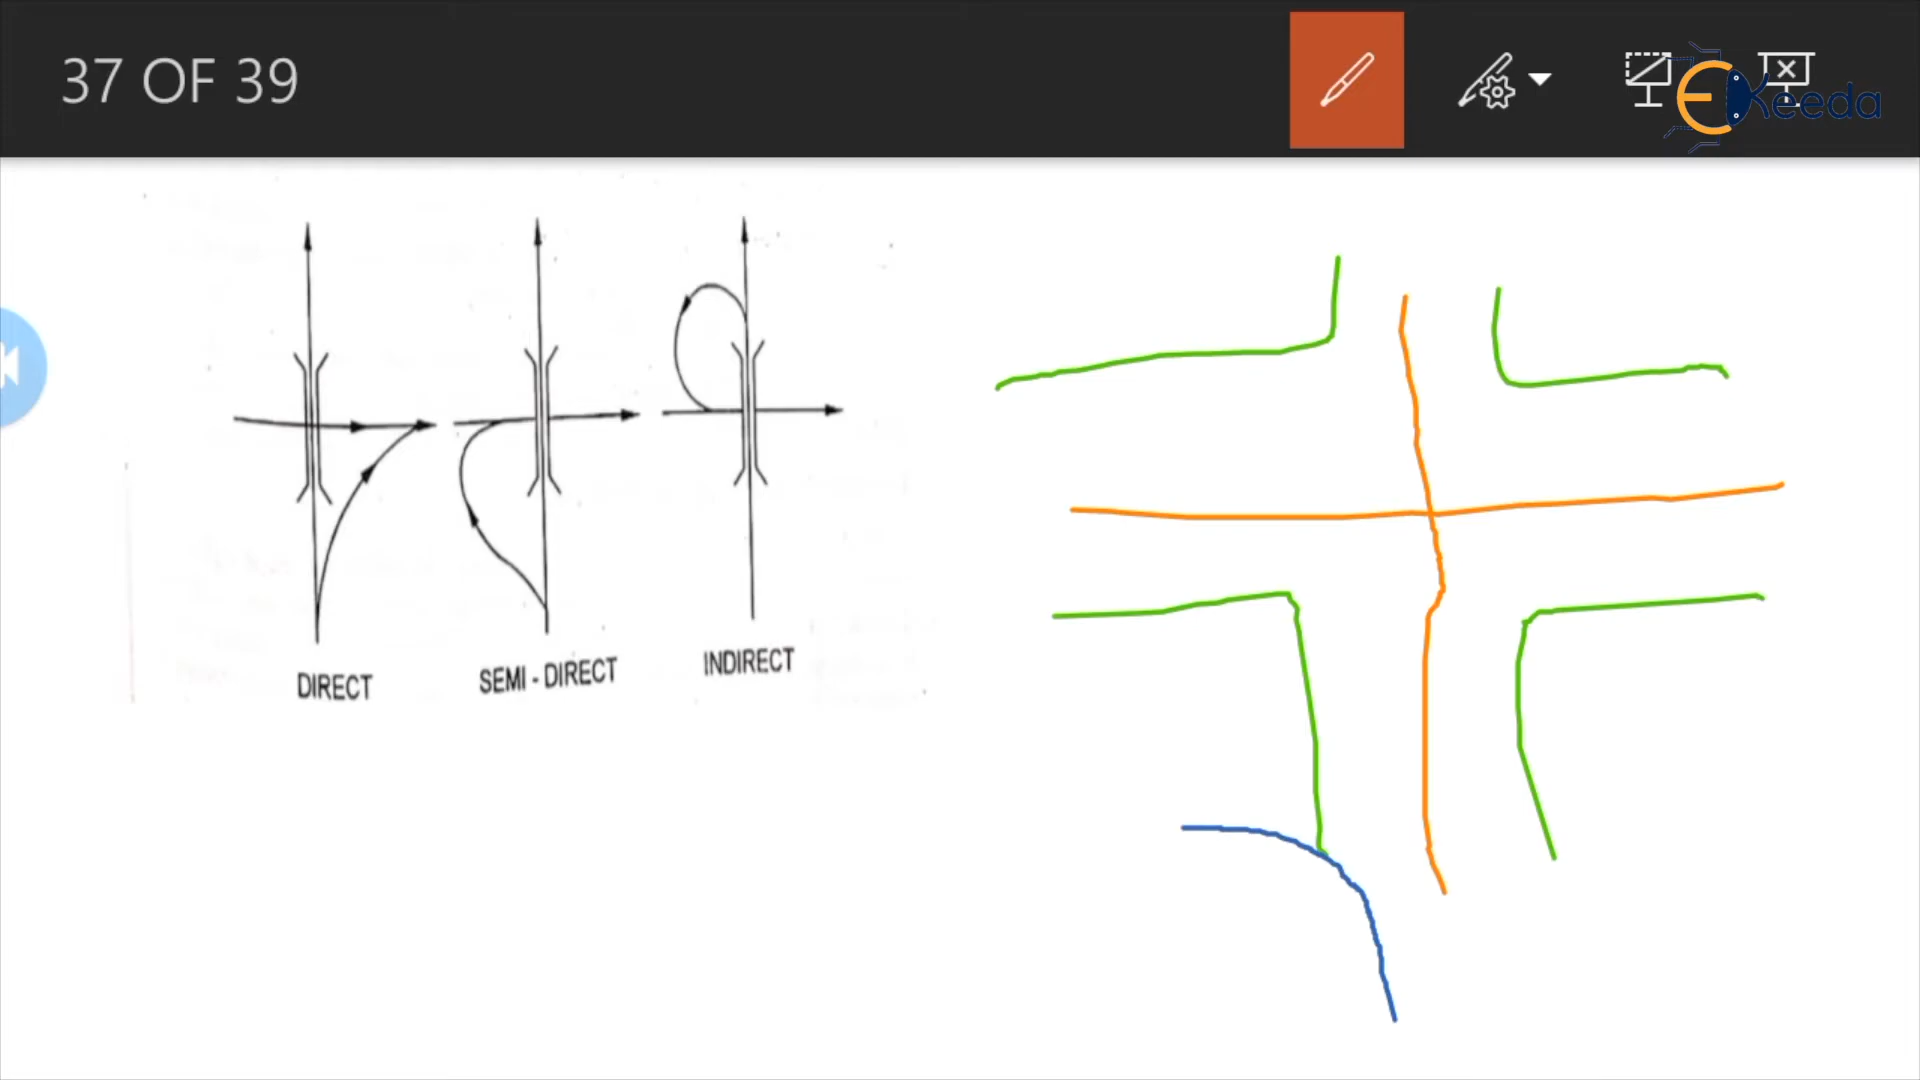 37 OF 39
EKeeda
DIRECT
SEMI - DIRECT
INDIRECT